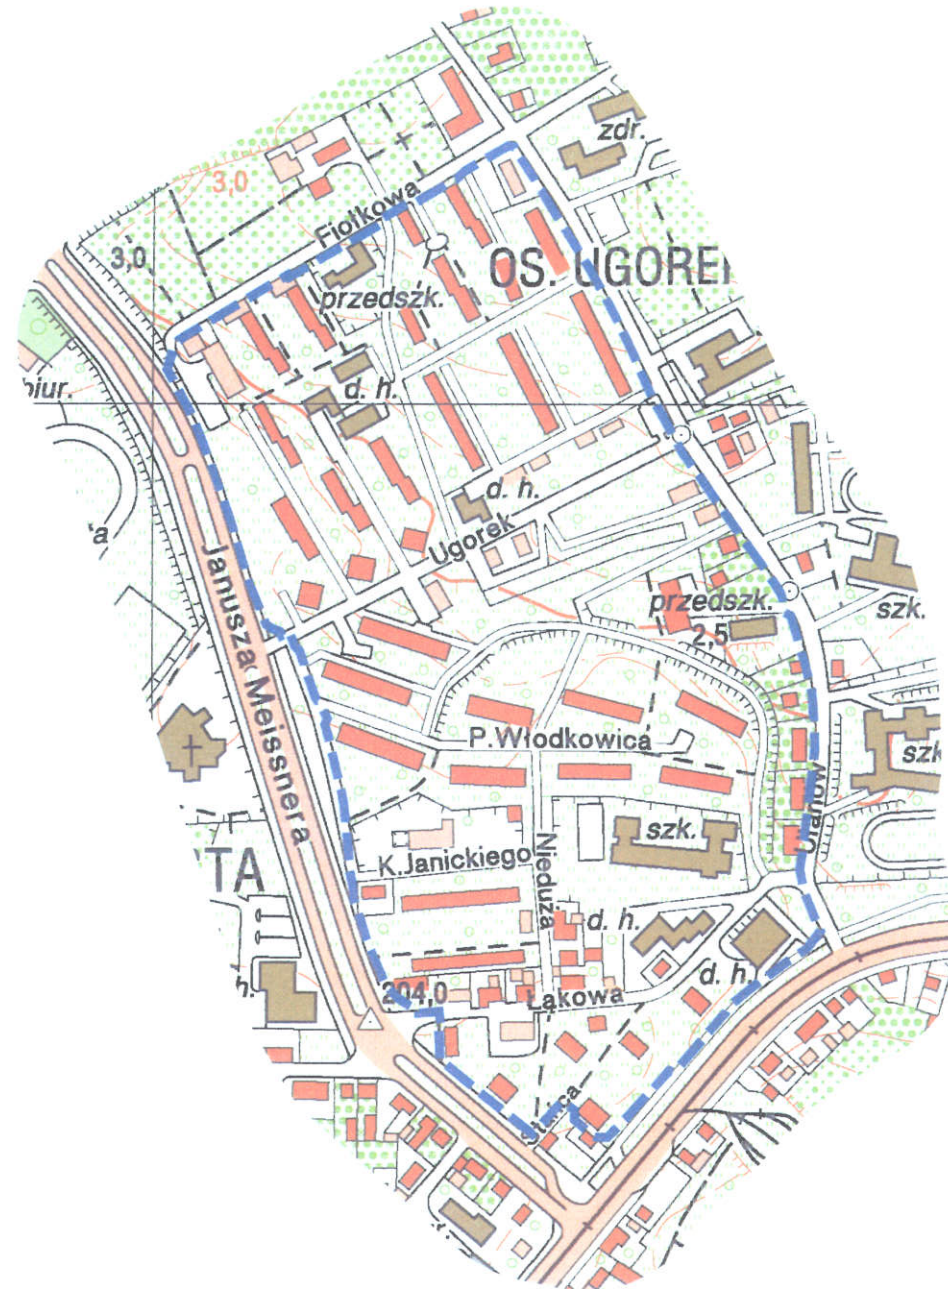 zdr.
3,0
Fiołkowa
3,0
OS. UGOREK
przedszk.
biur.
d. h.
d. h.
Ugorek
Janusza Meissnera
przedszk.
2,5
szk.
P.Włodkowica
szk
szk.
Nieduża
K.Janickiego
TA
d. h.
d. h.
h.
204,0
Łąkowa